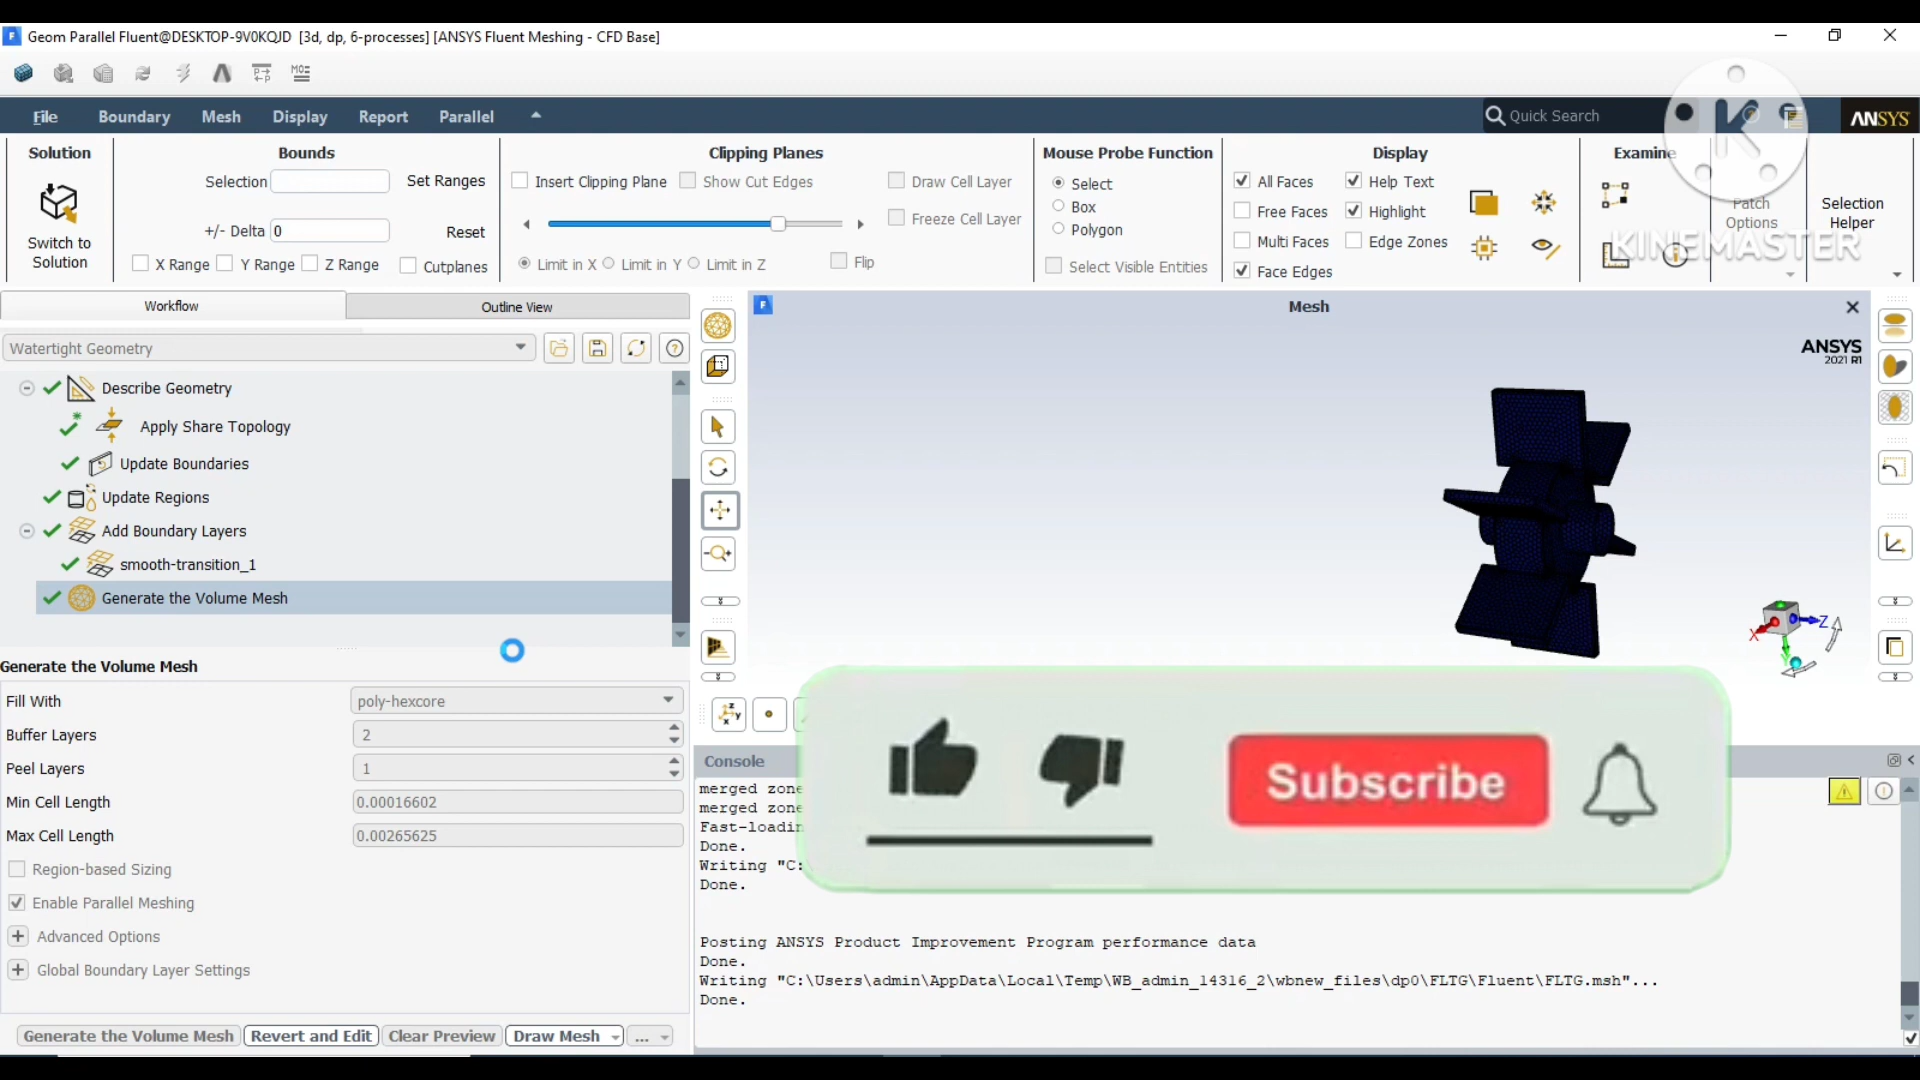 Geom Parallel Fluent@DESKTOP-9V0KQJD [3d, dp, 6-processes] [ANSYS Fluent Meshing - CFD Base]
File Boundary Mesh Display Report Parallel Quick Search ANSYS
Solution Bounds Clipping Planes Mouse Probe Function Display Examine
Selection Set Ranges Insert Clipping Plane Show Cut Edges Draw Cell Layer Select All Faces Help Text
Switch to Solution
+/- Delta 0 Reset Freeze Cell Layer Box Free Faces Highlight Patch Options Selection Helper
Polygon Multi Faces Edge Zones KINEMASTER
X Range Y Range Z Range Cutplanes Limit in X Limit in Y Limit in Z Flip Select Visible Entities Face Edges
Workflow Outline View Mesh
Watertight Geometry
ANSYS
2021 R1
Describe Geometry
Apply Share Topology
Update Boundaries
Update Regions
Add Boundary Layers
smooth-transition_1
Generate the Volume Mesh
X Z
Generate the Volume Mesh
Fill With poly-hexcore
Buffer Layers 2
Peel Layers 1
Min Cell Length 0.00016602
Max Cell Length 0.00265625
Region-based Sizing
Enable Parallel Meshing
Advanced Options
Global Boundary Layer Settings
Generate the Volume Mesh Revert and Edit Clear Preview Draw Mesh ...
Console
merged zone
merged zone
Fast-loadin
Done.
Writing "C:
Done.
Subscribe
Posting ANSYS Product Improvement Program performance data
Done.
Writing "C:\Users\admin\AppData\Local\Temp\WB_admin_14316_2\wbnew_files\dp0\FLTG\Fluent\FLTG.msh"...
Done.